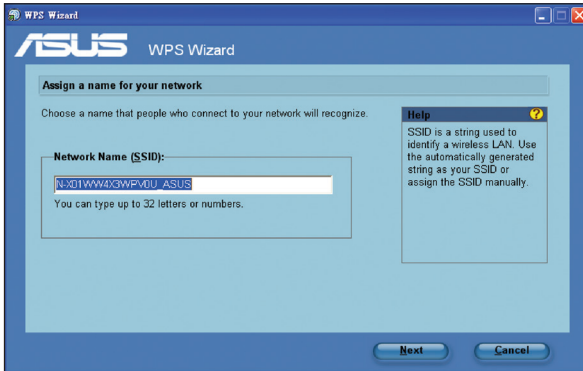 WPS Wizard
ASUS WPS Wizard
Assign a name for your network
Choose a name that people who connect to your network will recognize.
Network Name (SSID):
N-X01WW4X3WPV0U_ASUS
You can type up to 32 letters or numbers.
Help ?
SSID is a string used to
identify a wireless LAN. Use
the automatically generated
string as your SSID or
assign the SSID manually.
Next Cancel